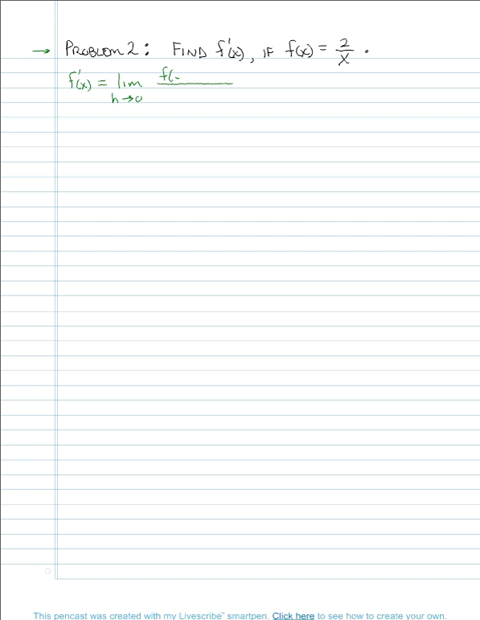 → PROBLEM 2: FIND f'(x), IF f(x) = 2/x.
f'(x) = lim h→0 f(
This pencast was created with my Livescribe™ smartpen. Click here to see how to create your own.